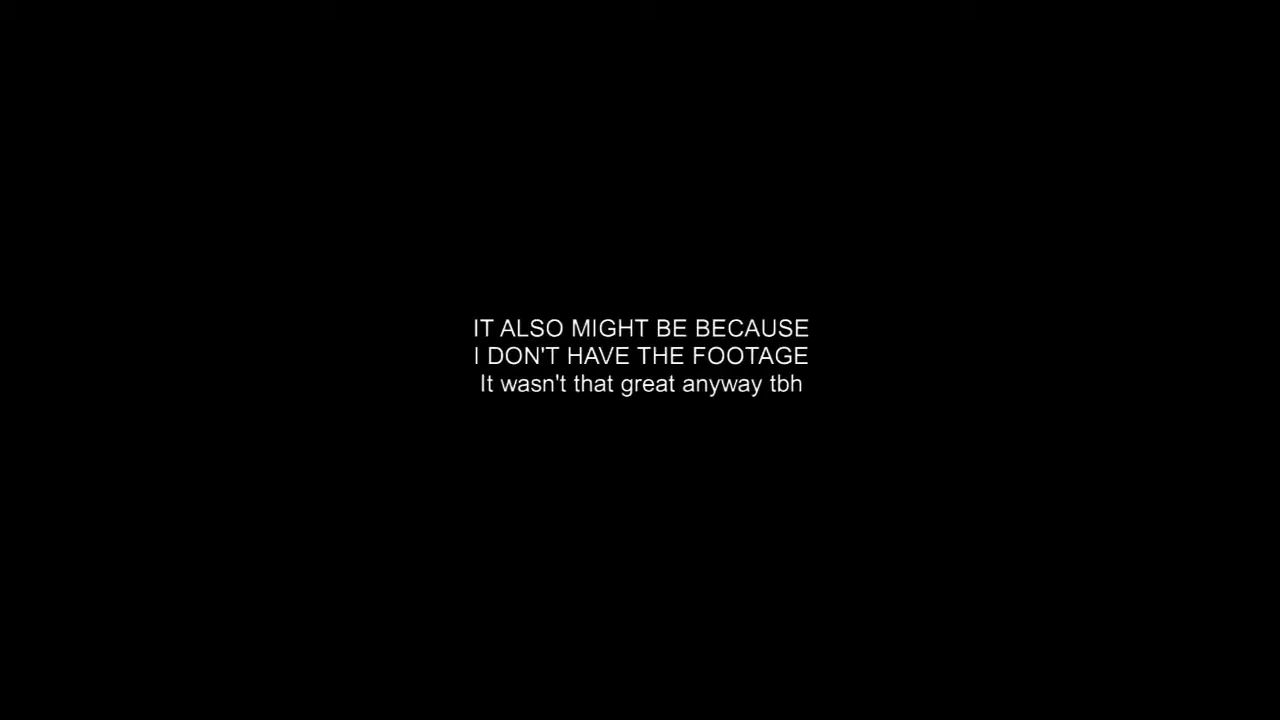 IT ALSO MIGHT BE BECAUSE
I DON'T HAVE THE FOOTAGE
It wasn't that great anyway tbh